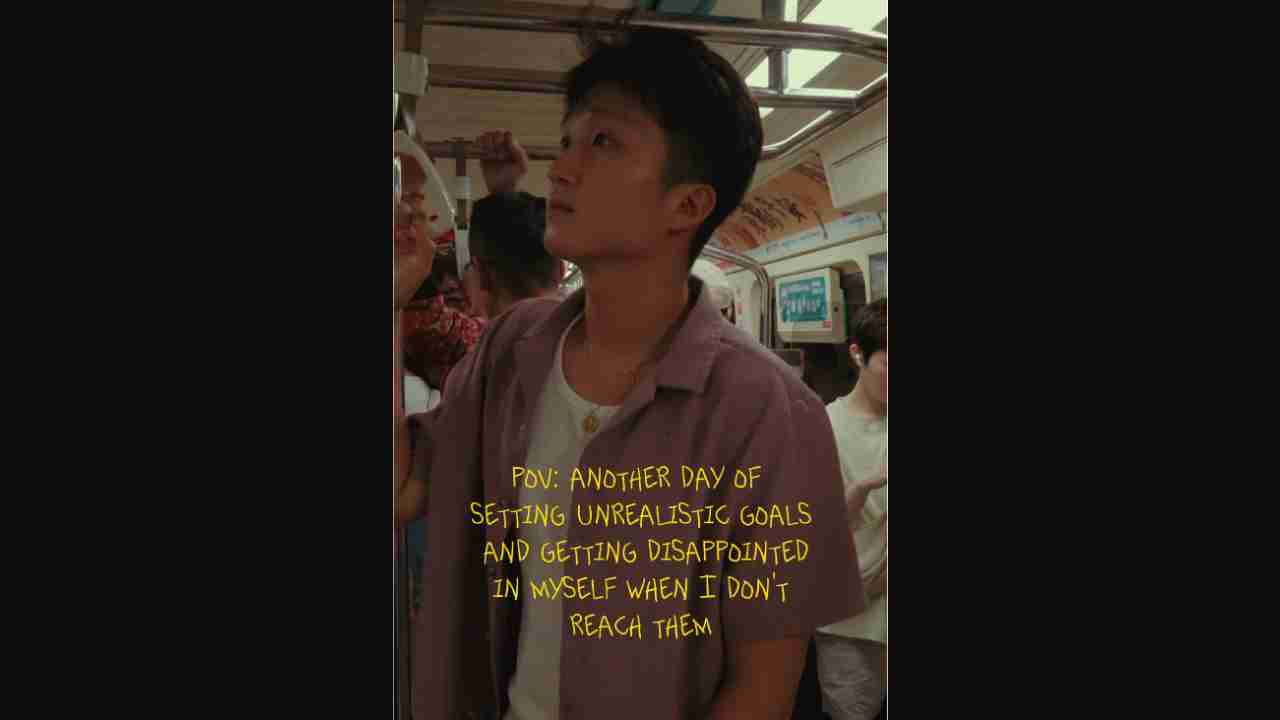 POV: ANOTHER DAY OF
SETTING UNREALISTIC GOALS
AND GETTING DISAPPOINTED
IN MYSELF WHEN I DON'T
REACH THEM